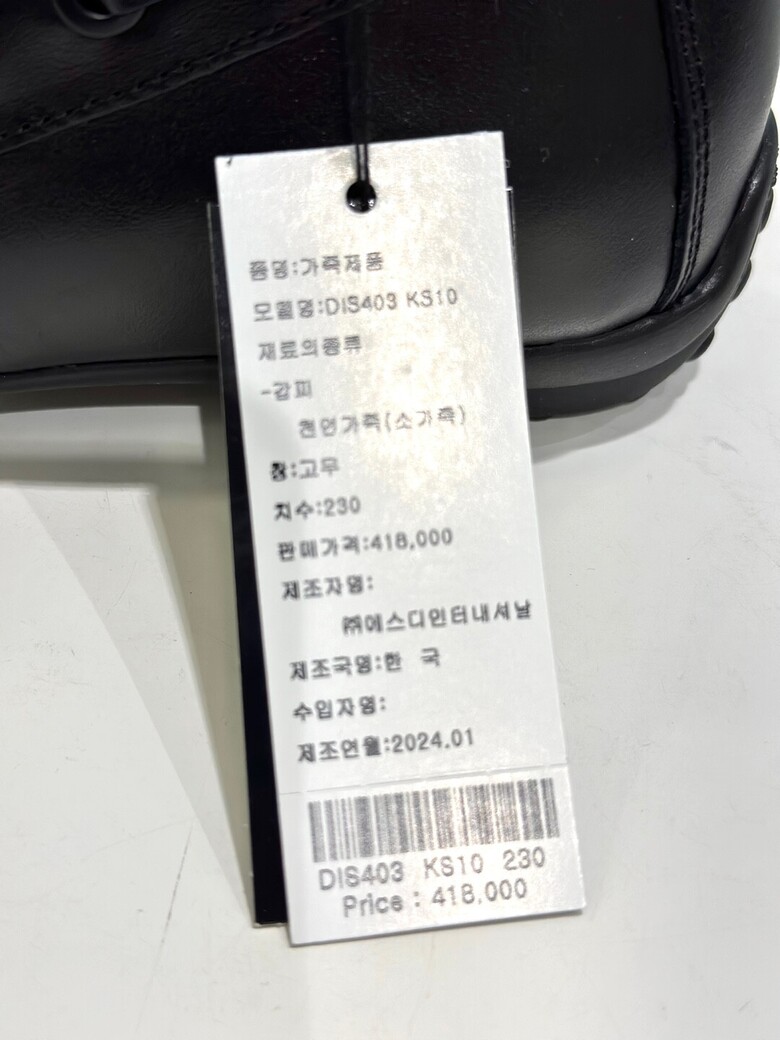 품명:가죽제품
모델명:DIS403 KS10
재료의종류
-갑피
천연가죽(소가죽)
창:고무
치수:230
판매가격:418,000
제조자명:
㈜에스디인터내셔날
제조국명:한 국
수입자명:
제조연월:2024.01
DIS403 KS10 230
Price : 418,000